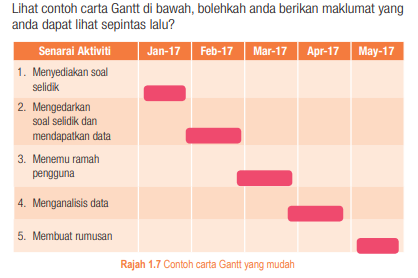 Lihat contoh carta Gantt di bawah, bolehkah anda berikan maklumat yang
anda dapat lihat sepintas lalu?
Senarai Aktiviti Jan-17 Feb-17 Mar-17 Apr-17 May-17
1. Menyediakan soal
selidik
2. Mengedarkan
soal selidik dan
mendapatkan data
3. Menemu ramah
pengguna
4. Menganalisis data
5. Membuat rumusan
Rajah 1.7 Contoh carta Gantt yang mudah